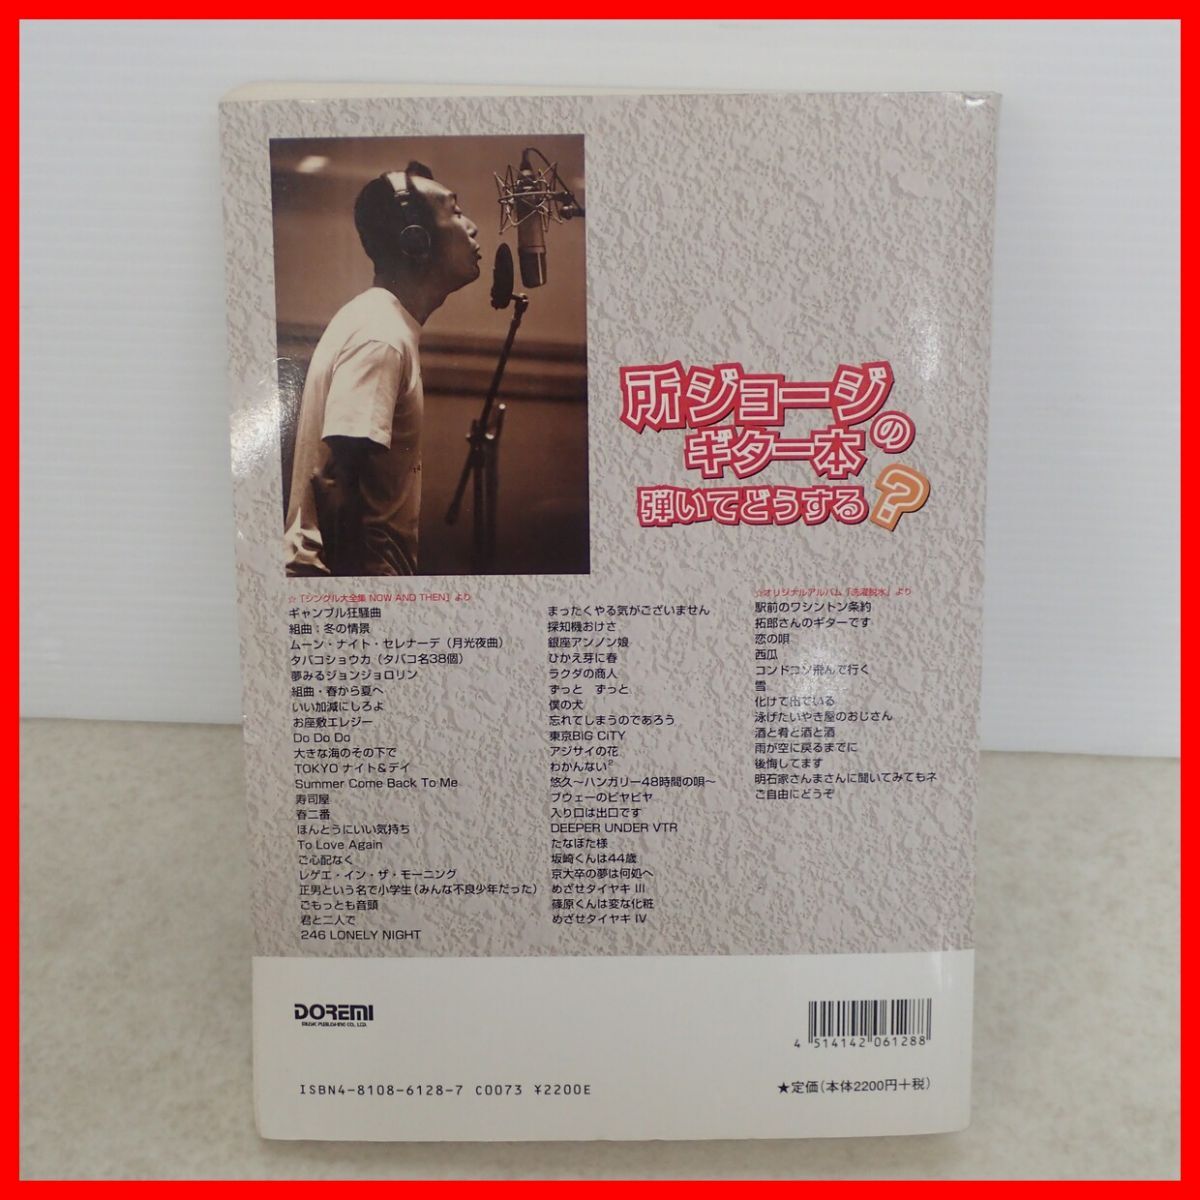 所ジョージの
ギター本
弾いてどうする?
☆「シングル大全集 NOW AND THEN」より
ギャンブル狂騒曲
組曲：冬の情景
ムーン・ナイト・セレナーデ（月光夜曲）
タバコショウカ（タバコ名38個）
夢みるジョンジョロリン
組曲・春から夏へ
いい加減にしろよ
お座敷エレジー
Do Do Do
大きな海のその下で
TOKYO ナイト＆デイ
Summer Come Back To Me
寿司屋
春二番
ほんとうにいい気持ち
To Love Again
ご心配なく
レゲエ・イン・ザ・モーニング
正男という名で小学生（みんな不良少年だった）
ごもっとも音頭
君と二人で
246 LONELY NIGHT
まったくやる気がございません
探知機おけさ
銀座アンノン娘
ひかえ芽に春
ラクダの商人
ずっと　ずっと
僕の犬
忘れてしまうのであろう
東京BIG CITY
アジサイの花
わかんない²
悠久〜ハンガリー48時間の唄〜
ブウェーのビヤビヤ
入り口は出口です
DEEPER UNDER VTR
たなぼた様
坂崎くんは44歳
京大卒の夢は何処へ
めざせタイヤキ III
篠原くんは変な化粧
めざせタイヤキ IV
☆オリジナルアルバム「洗濯脱水」より
駅前のワシントン条約
拓郎さんのギターです
恋の唄
西瓜
コンドコン飛んで行く
雪
化けて出ている
泳げたいやき屋のおじさん
酒と肴と酒と酒
雨が空に戻るまでに
後悔してます
明石家さんまさんに聞いてみてもネ
ご自由にどうぞ
DOREMI
MUSIC PUBLISHING CO., LTD.
4 514142 061288
ISBN4-8108-6128-7 C0073 ¥2200E
★定価（本体2200円＋税）